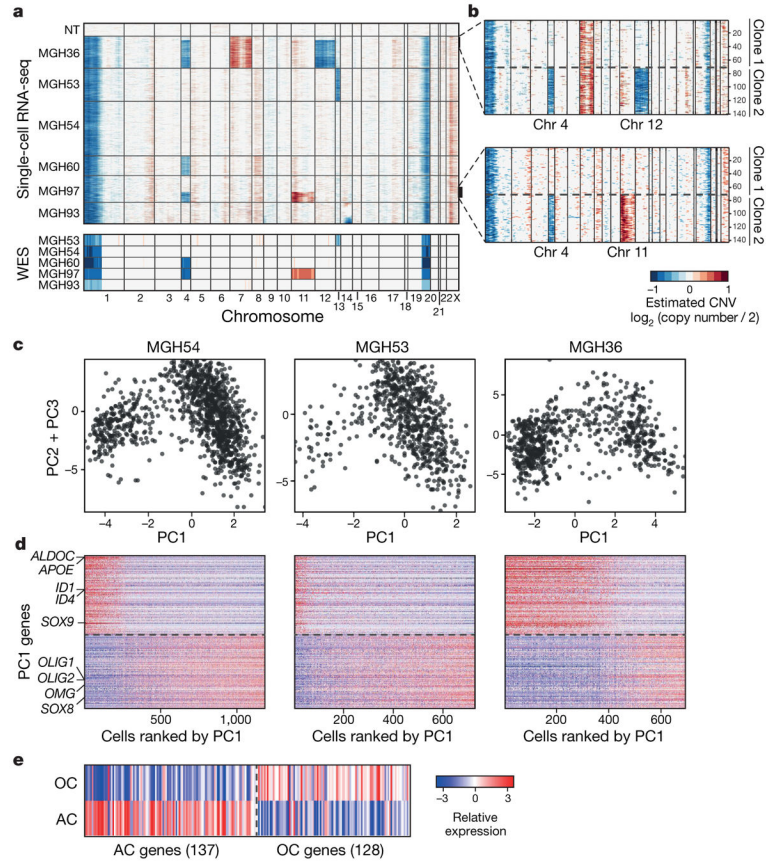 a
Single-cell RNA-seq
NT
MGH36
MGH53
MGH54
MGH60
MGH97
MGH93
WES
MGH53
MGH54
MGH60
MGH97
MGH93
1 2 3 4 5 6 7 8 9 10 11 12 13 14 15 16 17 18 20 21 22 X
Chromosome
b
1
20
40
60
80
100
120
140
Clone 1 Clone 2
Chr 4 Chr 12
1
20
40
60
80
100
120
140
Clone 1 Clone 2
Chr 4 Chr 11
−1 0 1
Estimated CNV
log2 (copy number / 2)
c
MGH54 MGH53 MGH36
PC2 + PC3
0
−5
0
−5
5
0
−5
−4 −2 0 2
−4 −2 0 2
−2 0 2 4
PC1 PC1 PC1
d
PC1 genes
ALDOC
APOE
ID1
ID4
SOX9
OLIG1
OLIG2
OMG
SOX8
500 1,000
200 400 600
200 400 600
Cells ranked by PC1 Cells ranked by PC1 Cells ranked by PC1
e
OC
AC
AC genes (137) OC genes (128)
−3 0 3
Relative
expression